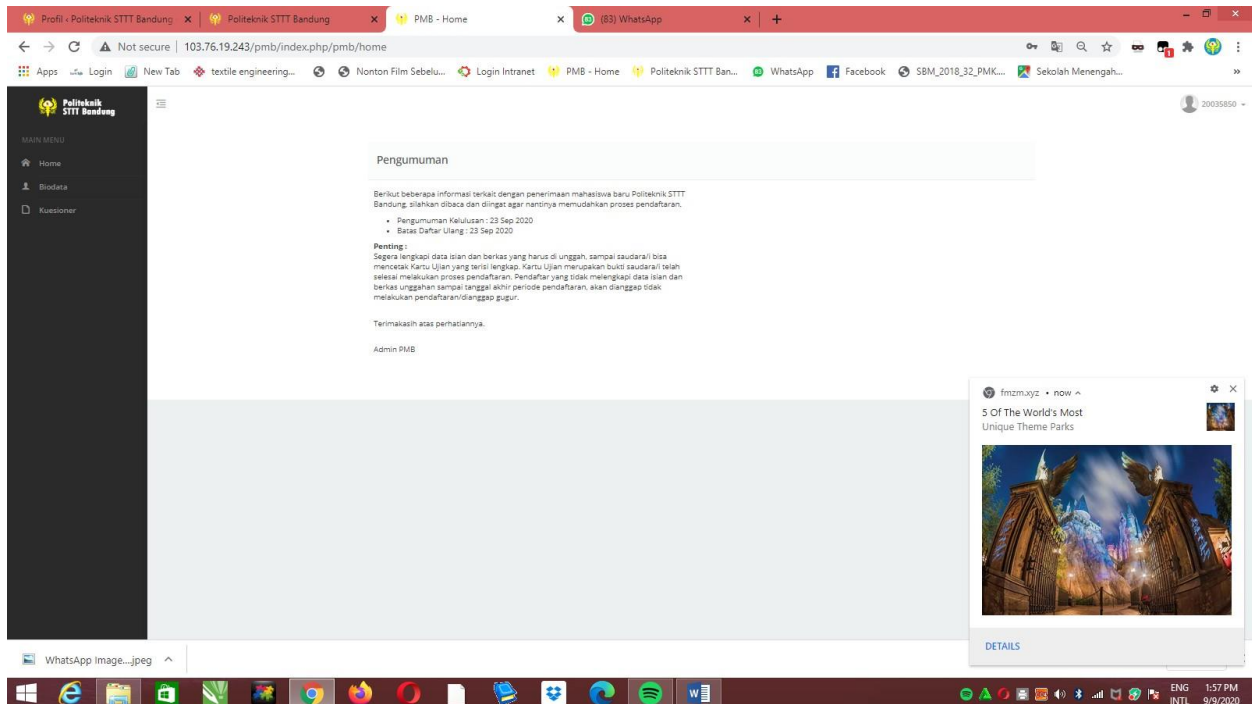 Profil ‹ Politeknik STTT Bandung
Politeknik STTT Bandung
PMB - Home
(83) WhatsApp
Not secure
103.76.19.243/pmb/index.php/pmb/home
Apps
Login
New Tab
textile engineering...
Nonton Film Sebelu...
Login Intranet
PMB - Home
Politeknik STTT Ban...
WhatsApp
Facebook
SBM_2018_32_PMK....
Sekolah Menengah...
»
Politeknik
STTT Bandung
20035850
MAIN MENU
Home
Biodata
Kuesioner
Pengumuman
Berikut beberapa informasi terkait dengan penerimaan mahasiswa baru Politeknik STTT
Bandung, silahkan dibaca dan diingat agar nantinya memudahkan proses pendaftaran.
• Pengumuman Kelulusan : 23 Sep 2020
• Batas Daftar Ulang : 23 Sep 2020
Penting :
Segera lengkapi data isian dan berkas yang harus di unggah, sampai saudara/i bisa
mencetak Kartu Ujian yang terisi lengkap. Kartu Ujian merupakan bukti saudara/i telah
selesai melakukan proses pendaftaran. Pendaftar yang tidak melengkapi data isian dan
berkas unggahan sampai tanggal akhir periode pendaftaran, akan dianggap tidak
melakukan pendaftaran/dianggap gugur.
Terimakasih atas perhatiannya.
Admin PMB
fmzm.xyz • now
5 Of The World's Most
Unique Theme Parks
DETAILS
WhatsApp Image....jpeg
ENG
INTL
1:57 PM
9/9/2020